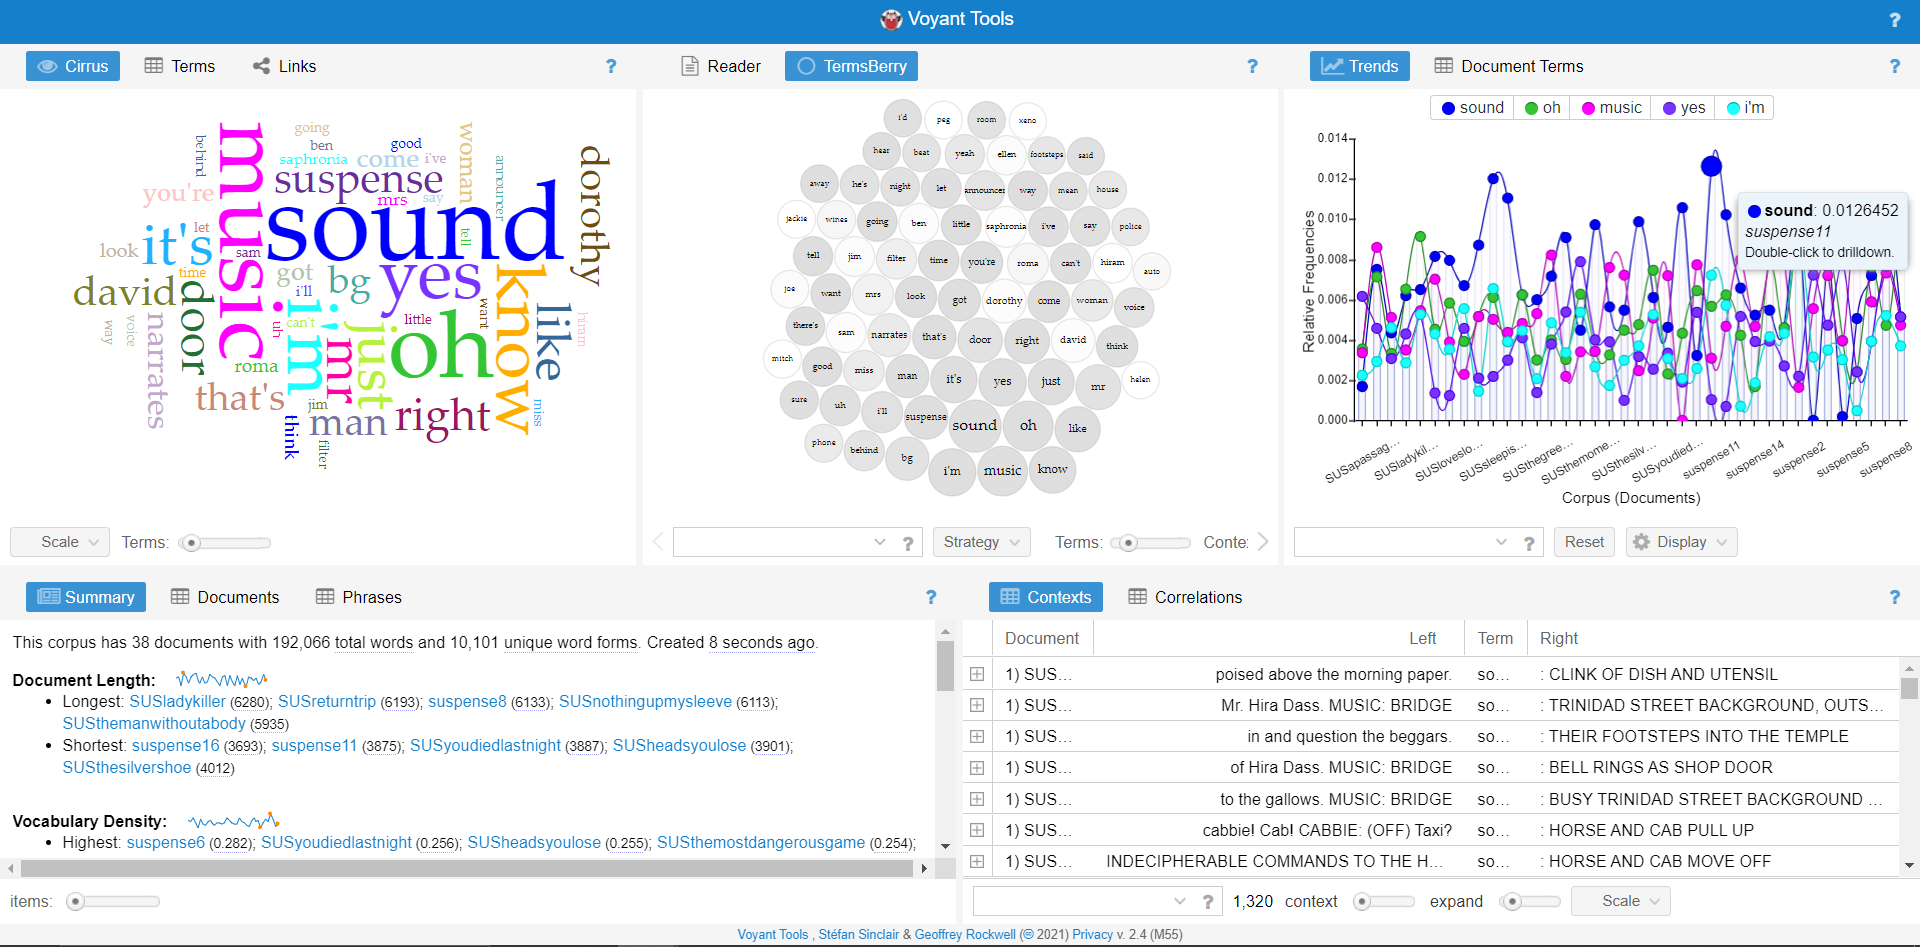 Voyant Tools
?
Cirrus Terms Links ?
Reader TermsBerry ?
Trends Document Terms ?
going
ben
good
behind
music
saphronia
come
i've
woman
announcer
dorothy
suspense
you're
mrs
say
sound
let
it's
tell
look
sam
time
got
bg
yes
know
david
door
i'll
i'm
can't
want
like
hiram
way
voice
narrates
uh
little
just
oh
mr
roma
that's
jim
man
right
miss
think
filter
i'd peg room xeno
hear beat yeah ellen footsteps said
away he's night let announcer way mean house
jackie wines going ben little saphronia i've say police
tell jim filter time you're roma can't hiram auto
joe want mrs look got dorothy come woman voice
there's sam narrates that's door right david think
mitch good miss man it's yes just mr helen
sure uh i'll suspense sound oh like
phone behind bg i'm music know
sound oh music yes i'm
0.014
0.012
0.010
0.008
0.006
0.004
0.002
0.000
Relative Frequencies
sound: 0.0126452
suspense11
Double-click to drilldown.
SUSapassag... SUSladykil... SUSloveslo... SUSsleepis... SUSthegree... SUSthemome... SUSthesilv... SUSyoudied... suspense11 suspense14 suspense2 suspense5 suspense8
Corpus (Documents)
Scale Terms:
? Strategy Terms: Conte:
? Reset Display
Summary Documents Phrases ?
This corpus has 38 documents with 192,066 total words and 10,101 unique word forms. Created 8 seconds ago.
Document Length:
• Longest: SUSladykiller (6280); SUSreturntrip (6193); suspense8 (6133); SUSnothingupmysleeve (6113);
SUSthemanwithoutabody (5935)
• Shortest: suspense16 (3693); suspense11 (3875); SUSyoudiedlastnight (3887); SUSheadsyoulose (3901);
SUSthesilvershoe (4012)
Vocabulary Density:
• Highest: suspense6 (0.282); SUSyoudiedlastnight (0.256); SUSheadsyoulose (0.255); SUSthemostdangerousgame (0.254);
items:
Contexts Correlations ?
Document Left Term Right
1) SUS... poised above the morning paper. so... : CLINK OF DISH AND UTENSIL
1) SUS... Mr. Hira Dass. MUSIC: BRIDGE so... : TRINIDAD STREET BACKGROUND, OUTS...
1) SUS... in and question the beggars. so... : THEIR FOOTSTEPS INTO THE TEMPLE
1) SUS... of Hira Dass. MUSIC: BRIDGE so... : BELL RINGS AS SHOP DOOR
1) SUS... to the gallows. MUSIC: BRIDGE so... : BUSY TRINIDAD STREET BACKGROUND ...
1) SUS... cabbie! Cab! CABBIE: (OFF) Taxi? so... : HORSE AND CAB PULL UP
1) SUS... INDECIPHERABLE COMMANDS TO THE H... so... : HORSE AND CAB MOVE OFF
? 1,320 context expand Scale
Voyant Tools , Stéfan Sinclair & Geoffrey Rockwell (🅭 2021) Privacy v. 2.4 (M55)